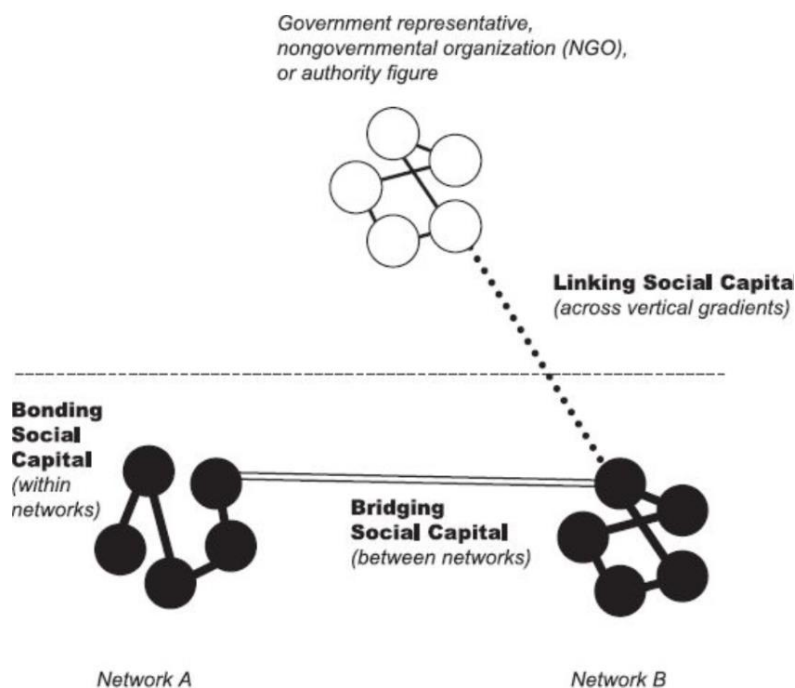 Government representative,
nongovernmental organization (NGO),
or authority figure
Linking Social Capital
(across vertical gradients)
Bonding
Social
Capital
(within
networks)
Bridging
Social Capital
(between networks)
Network A
Network B